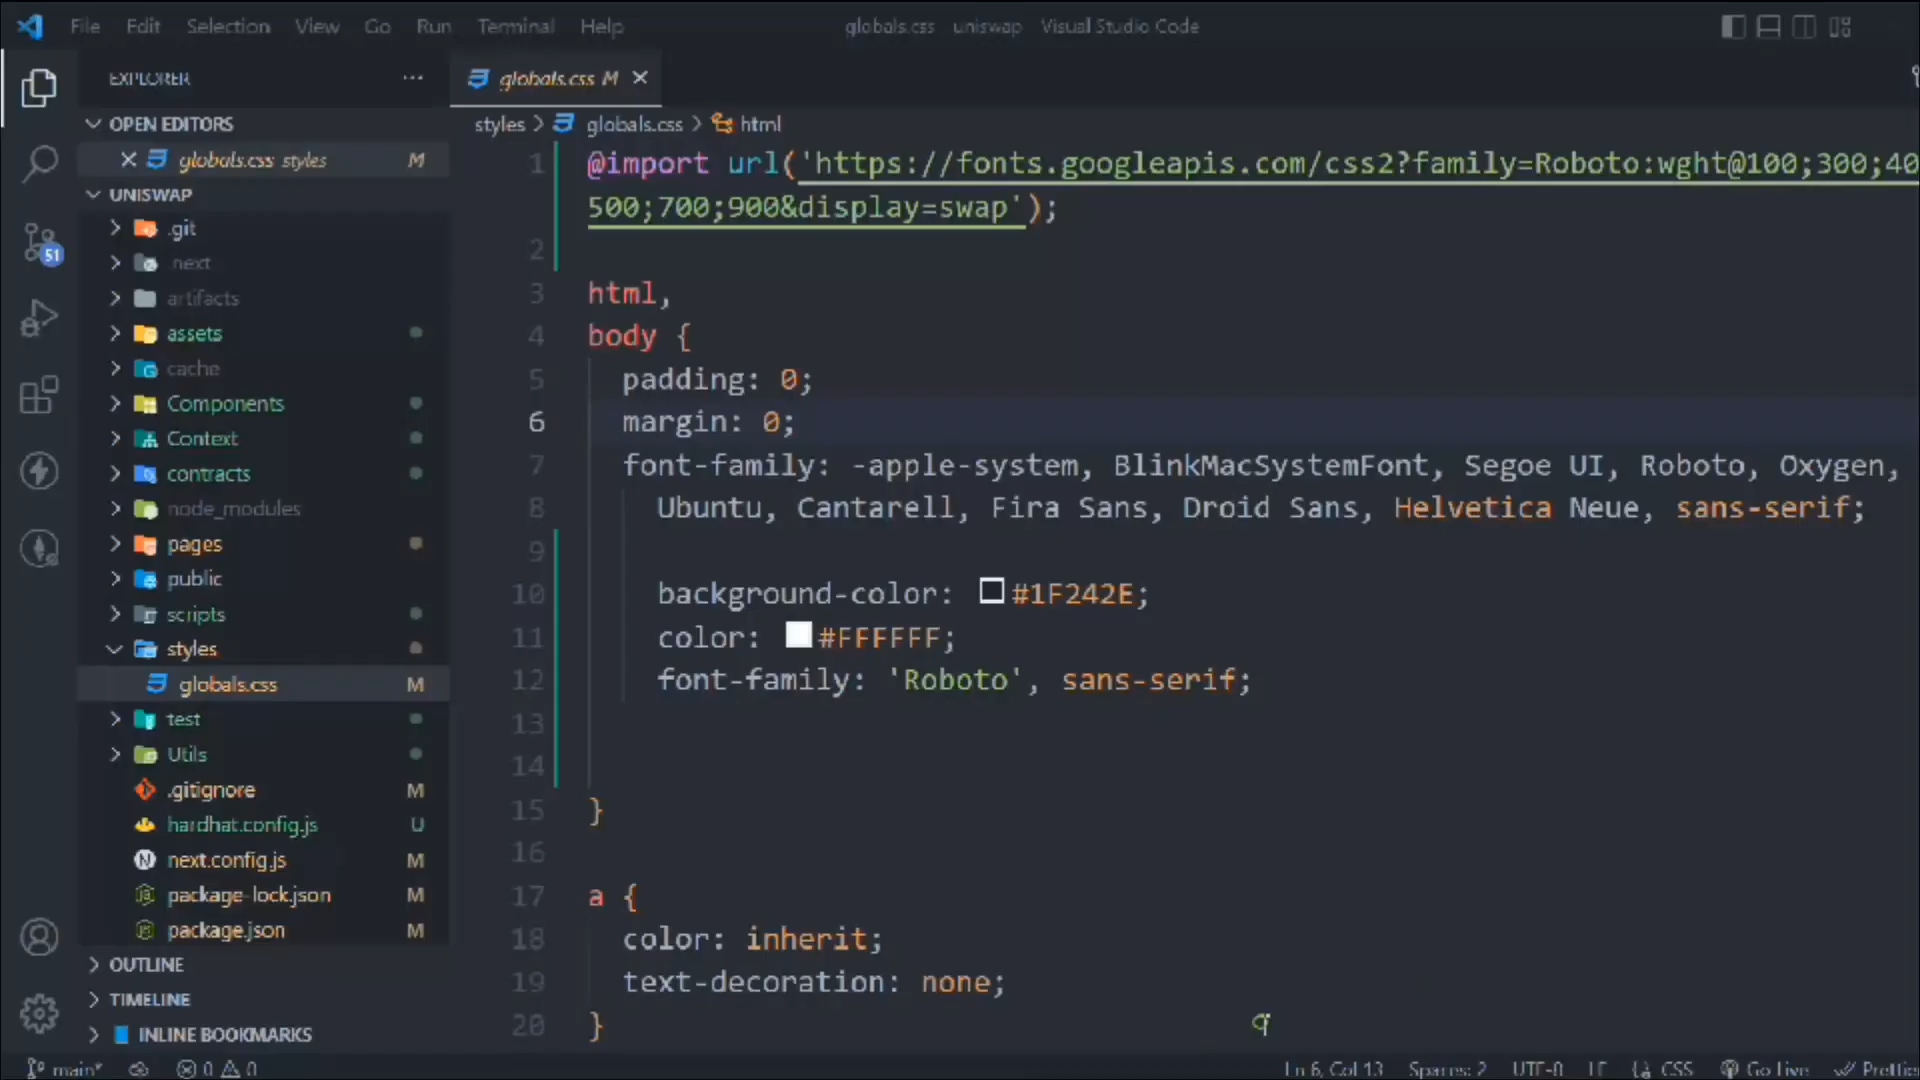 File Edit Selection View Go Run Terminal Help
globals.css uniswap Visual Studio Code
EXPLORER
globals.css M
OPEN EDITORS
globals.css styles M
UNISWAP
.git
next
artifacts
assets
cache
Components
Context
contracts
node_modules
pages
public
scripts
styles
globals.css M
test
Utils
.gitignore M
hardhat.config.js U
next.config.js M
package-lock.json M
package.json M
OUTLINE
TIMELINE
INLINE BOOKMARKS
51
styles > globals.css > html
1 @import url('https://fonts.googleapis.com/css2?family=Roboto:wght@100;300;40
500;700;900&display=swap');
2
3 html,
4 body {
5 padding: 0;
6 margin: 0;
7 font-family: -apple-system, BlinkMacSystemFont, Segoe UI, Roboto, Oxygen,
8 Ubuntu, Cantarell, Fira Sans, Droid Sans, Helvetica Neue, sans-serif;
9
10 background-color: #1F242E;
11 color: #FFFFFF;
12 font-family: 'Roboto', sans-serif;
13
14
15 }
16
17 a {
18 color: inherit;
19 text-decoration: none;
20 }
main* 0 0 Ln 6, Col 13 Spaces: 2 UTF-8 LF CSS Go Live